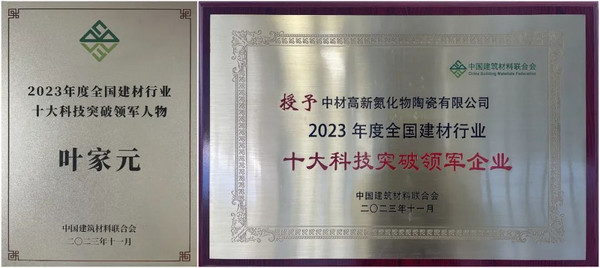 2023年度全国建材行业
十大科技突破领军人物
叶家元
中国建筑材料联合会
二〇二三年十一月
中国建筑材料联合会
China Building Materials Federation
授予 中材高新氮化物陶瓷有限公司
2023 年度全国建材行业
十大科技突破领军企业
中国建筑材料联合会
二〇二三年十一月